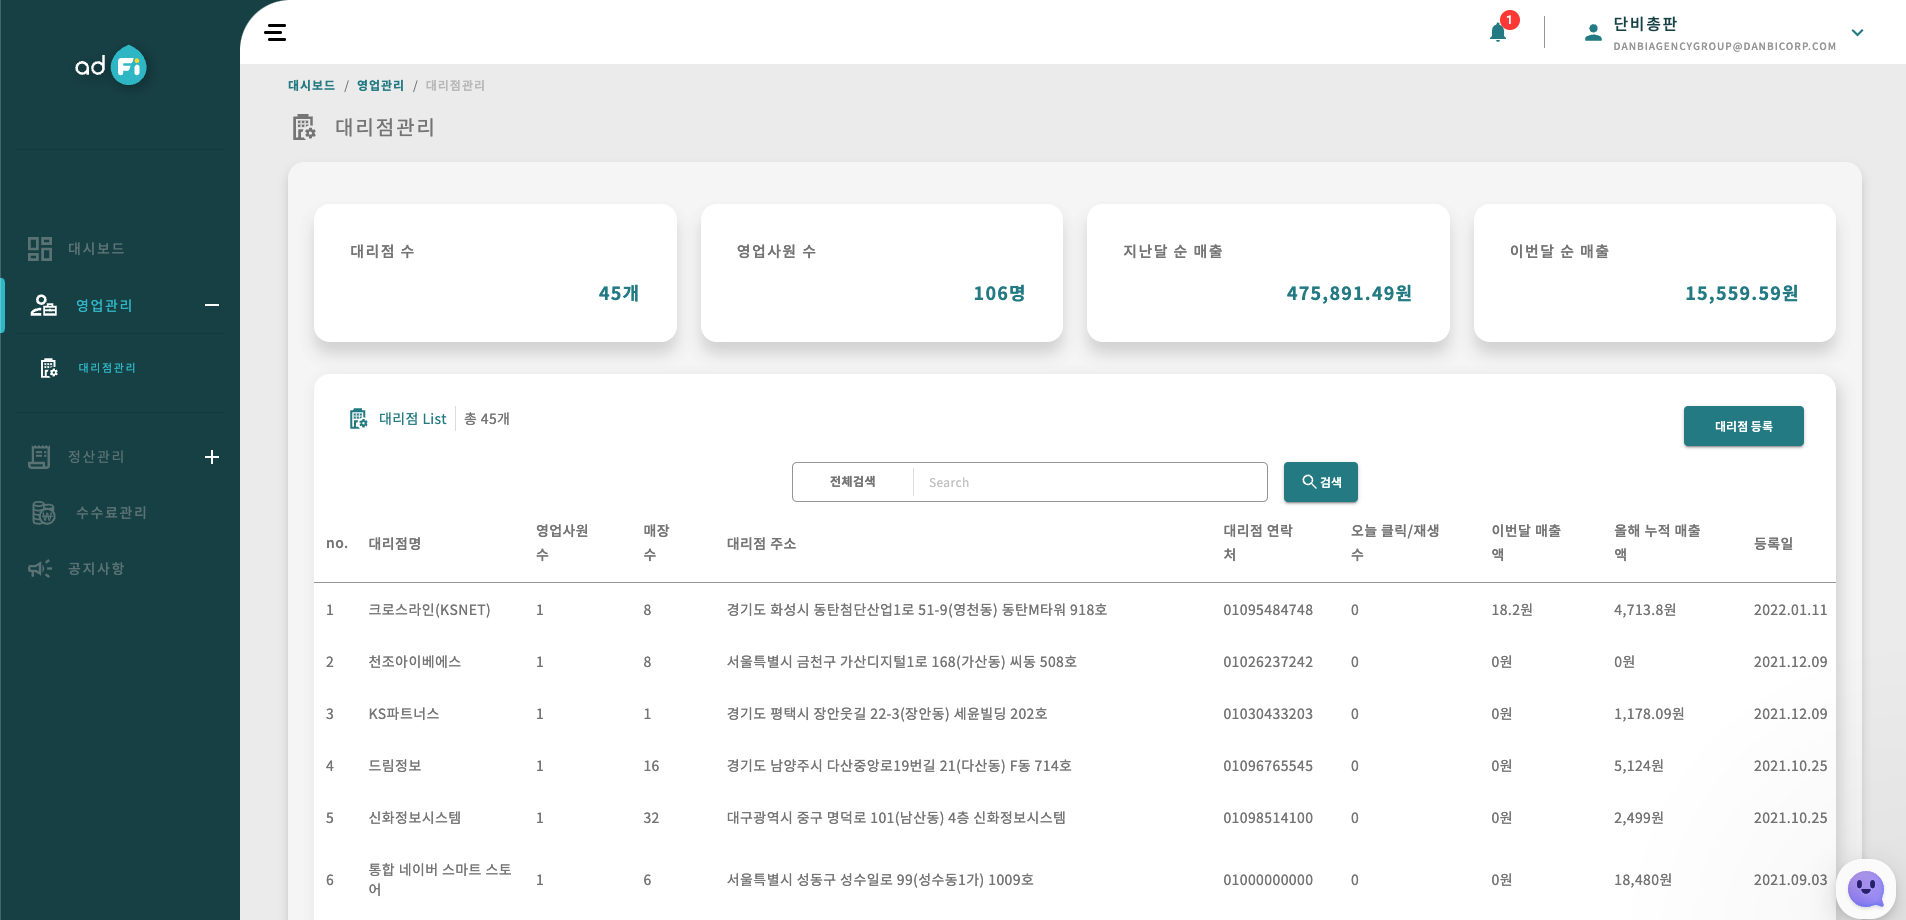 ad Fi
1
단비총판
DANBIAGENCYGROUP@DANBICORP.COM
대시보드 / 영업관리 / 대리점관리
대리점관리
대시보드
영업관리
대리점관리
정산관리
수수료관리
공지사항
대리점 수
45개
영업사원 수
106명
지난달 순 매출
475,891.49원
이번달 순 매출
15,559.59원
대리점 List 총 45개
대리점 등록
전체검색 Search 검색
no. 대리점명 영업사원 수 매장 수 대리점 주소 대리점 연락처 오늘 클릭/재생수 이번달 매출액 올해 누적 매출액 등록일
1 크로스라인(KSNET) 1 8 경기도 화성시 동탄첨단산업1로 51-9(영천동) 동탄M타워 918호 01095484748 0 18.2원 4,713.8원 2022.01.11
2 천조아이베에스 1 8 서울특별시 금천구 가산디지털1로 168(가산동) 씨동 508호 01026237242 0 0원 0원 2021.12.09
3 KS파트너스 1 1 경기도 평택시 장안웃길 22-3(장안동) 세윤빌딩 202호 01030433203 0 0원 1,178.09원 2021.12.09
4 드림정보 1 16 경기도 남양주시 다산중앙로19번길 21(다산동) F동 714호 01096765545 0 0원 5,124원 2021.10.25
5 신화정보시스템 1 32 대구광역시 중구 명덕로 101(남산동) 4층 신화정보시스템 01098514100 0 0원 2,499원 2021.10.25
6 통합 네이버 스마트 스토어 1 6 서울특별시 성동구 성수일로 99(성수동1가) 1009호 01000000000 0 0원 18,480원 2021.09.03